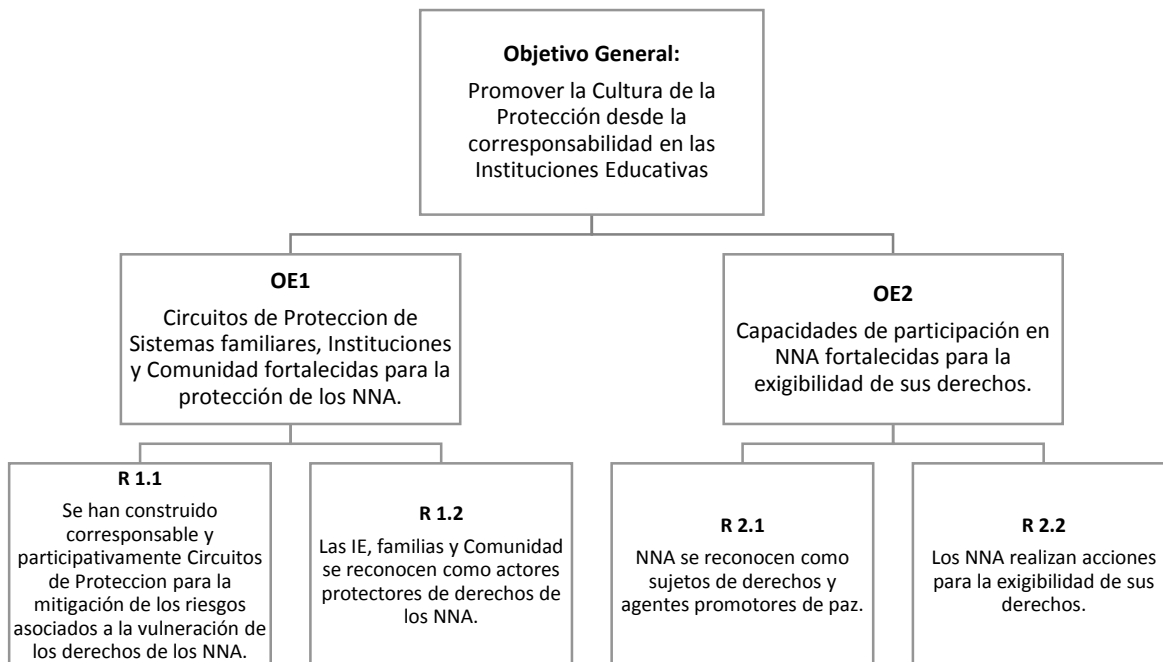 Objetivo General:
Promover la Cultura de la
Protección desde la
corresponsabilidad en las
Instituciones Educativas
OE1
Circuitos de Proteccion de
Sistemas familiares, Instituciones
y Comunidad fortalecidas para la
protección de los NNA.
OE2
Capacidades de participación en
NNA fortalecidas para la
exigibilidad de sus derechos.
R 1.1
Se han construido
corresponsable y
participativamente Circuitos
de Proteccion para la
mitigación de los riesgos
asociados a la vulneración de
los derechos de los NNA.
R 1.2
Las IE, familias y Comunidad
se reconocen como actores
protectores de derechos de
los NNA.
R 2.1
NNA se reconocen como
sujetos de derechos y
agentes promotores de paz.
R 2.2
Los NNA realizan acciones
para la exigibilidad de sus
derechos.